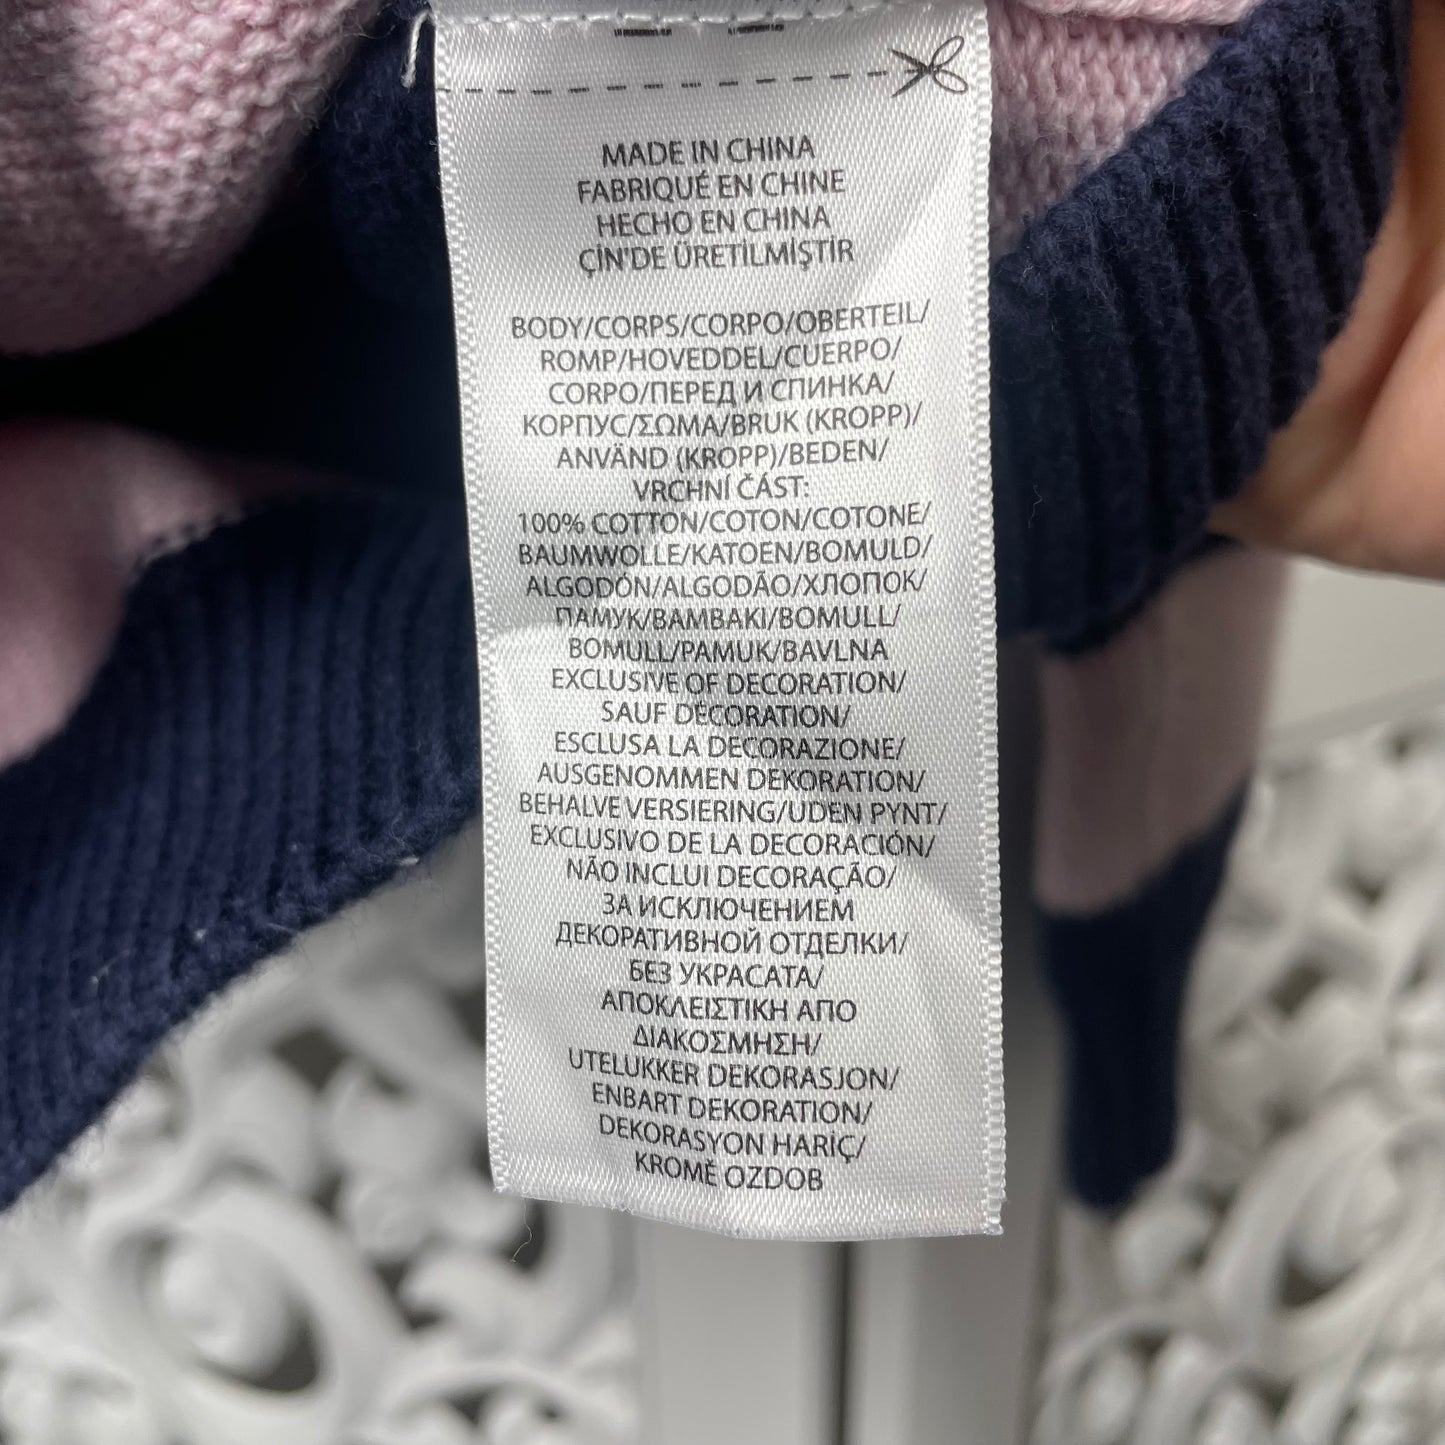 MADE IN CHINA
FABRIQUÉ EN CHINE
HECHO EN CHINA
ÇİN'DE ÜRETİLMİŞTİR
BODY/CORPS/CORPO/OBERTEIL/
ROMP/HOVEDDEL/CUERPO/
CORPO/ПЕРЕД И СПИНКА/
КОРПУС/ΣΩΜΑ/BRUK (KROPP)/
ANVÄND (KROPP)/BEDEN/
VRCHNÍ ČÁST:
100% COTTON/COTON/COTONE/
BAUMWOLLE/KATOEN/BOMULD/
ALGODÓN/ALGODÃO/ХЛОПОК/
ПАМУК/ΒΑΜΒΑΚΙ/BOMULL/
BOMULL/PAMUK/BAVLNA
EXCLUSIVE OF DECORATION/
SAUF DÉCORATION/
ESCLUSA LA DECORAZIONE/
AUSGENOMMEN DEKORATION/
BEHALVE VERSIERING/UDEN PYNT/
EXCLUSIVO DE LA DECORACIÓN/
NÃO INCLUI DECORAÇÃO/
ЗА ИСКЛЮЧЕНИЕМ
ДЕКОРАТИВНОЙ ОТДЕЛКИ/
БЕЗ УКРАСАТА/
ΑΠΟΚΛΕΙΣΤΙΚΗ ΑΠΟ
ΔΙΑΚΟΣΜΗΣΗ/
UTELUKKER DEKORASJON/
ENBART DEKORATION/
DEKORASYON HARİÇ/
KROMĚ OZDOB